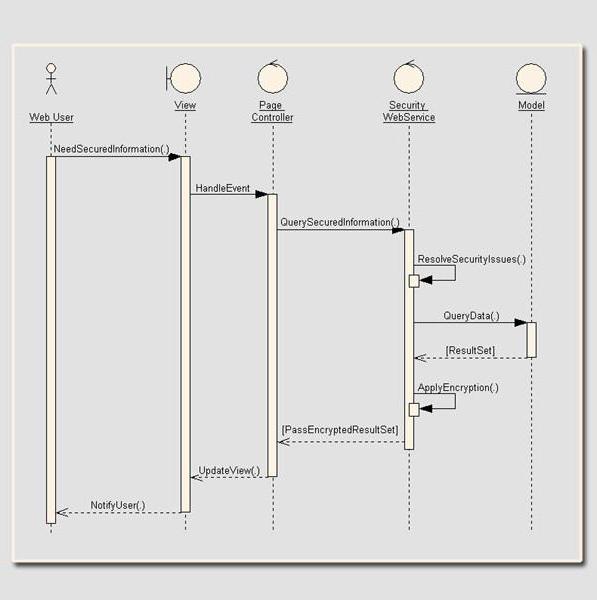 Web User
View
Page
Controller
Security
WebService
Model
NeedSecuredInformation(.)
HandleEvent
QuerySecuredInformation(.)
ResolveSecurityIssues(.)
QueryData(.)
[ResultSet]
ApplyEncryption(.)
[PassEncryptedResultSet]
UpdateView(.)
NotifyUser(.)